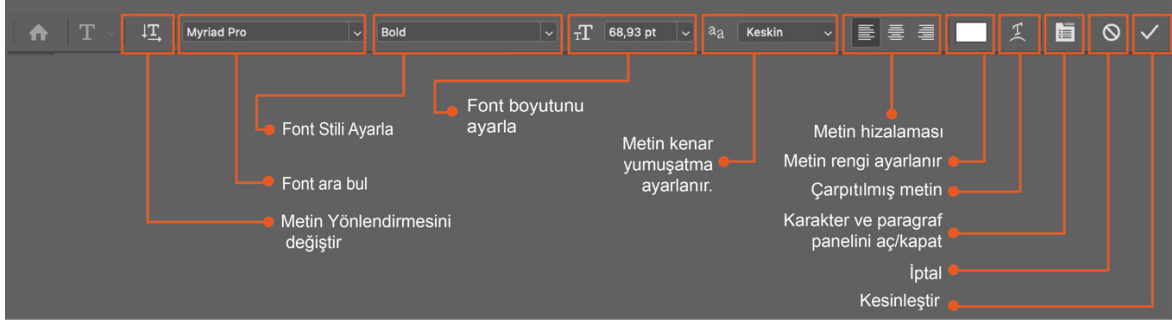 T
T
Myriad Pro
Bold
TT
68,93 pt
aa
Keskin
T
Font boyutunu
ayarla
Font Stili Ayarla
Metin hizalaması
Metin kenar
yumuşatma
ayarlanır.
Metin rengi ayarlanır
Font ara bul
Çarpıtılmış metin
Metin Yönlendirmesini
değiştir
Karakter ve paragraf
panelini aç/kapat
İptal
Kesinleştir